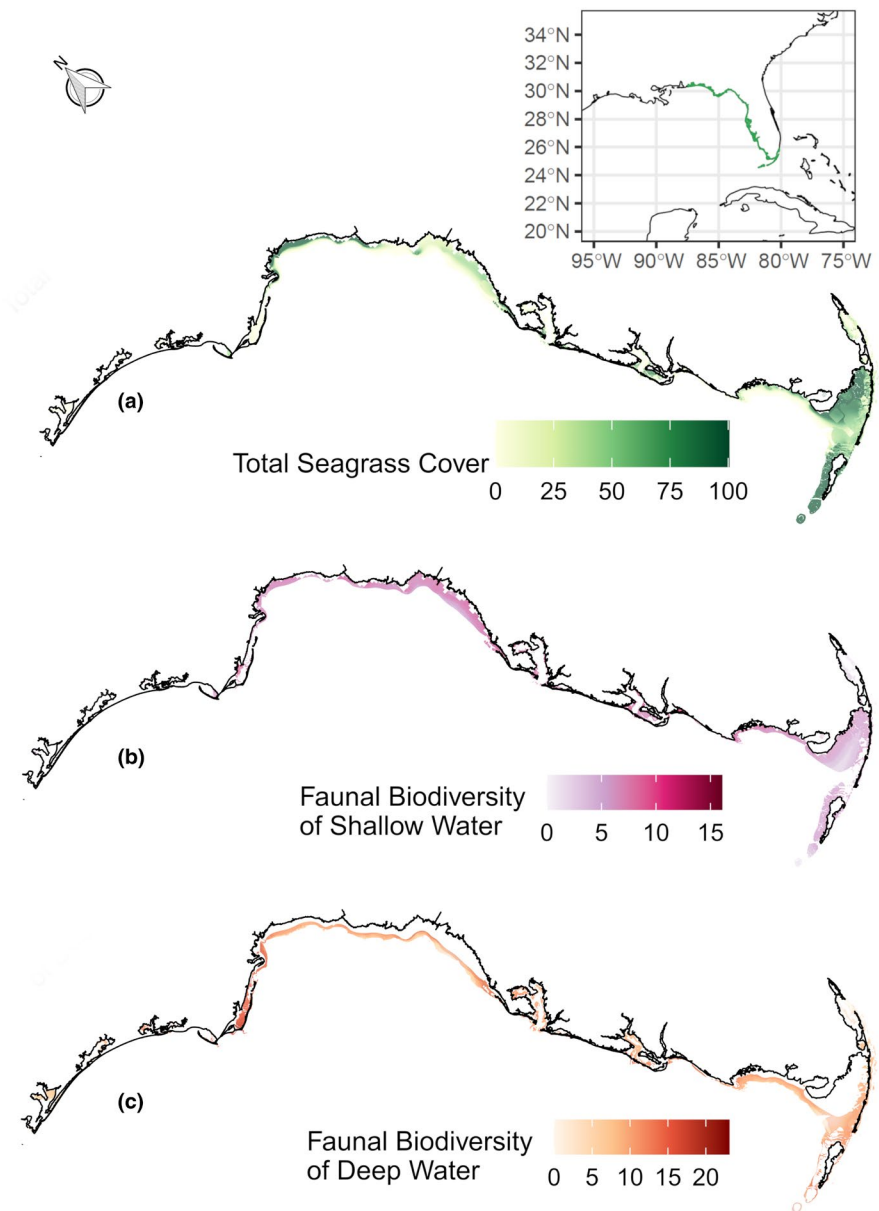 N
34°N
32°N
30°N
28°N
26°N
24°N
22°N
20°N
95°W 90°W 85°W 80°W 75°W
(a)
Total Seagrass Cover
0 25 50 75 100
(b)
Faunal Biodiversity
of Shallow Water
0 5 10 15
(c)
Faunal Biodiversity
of Deep Water
0 5 10 15 20